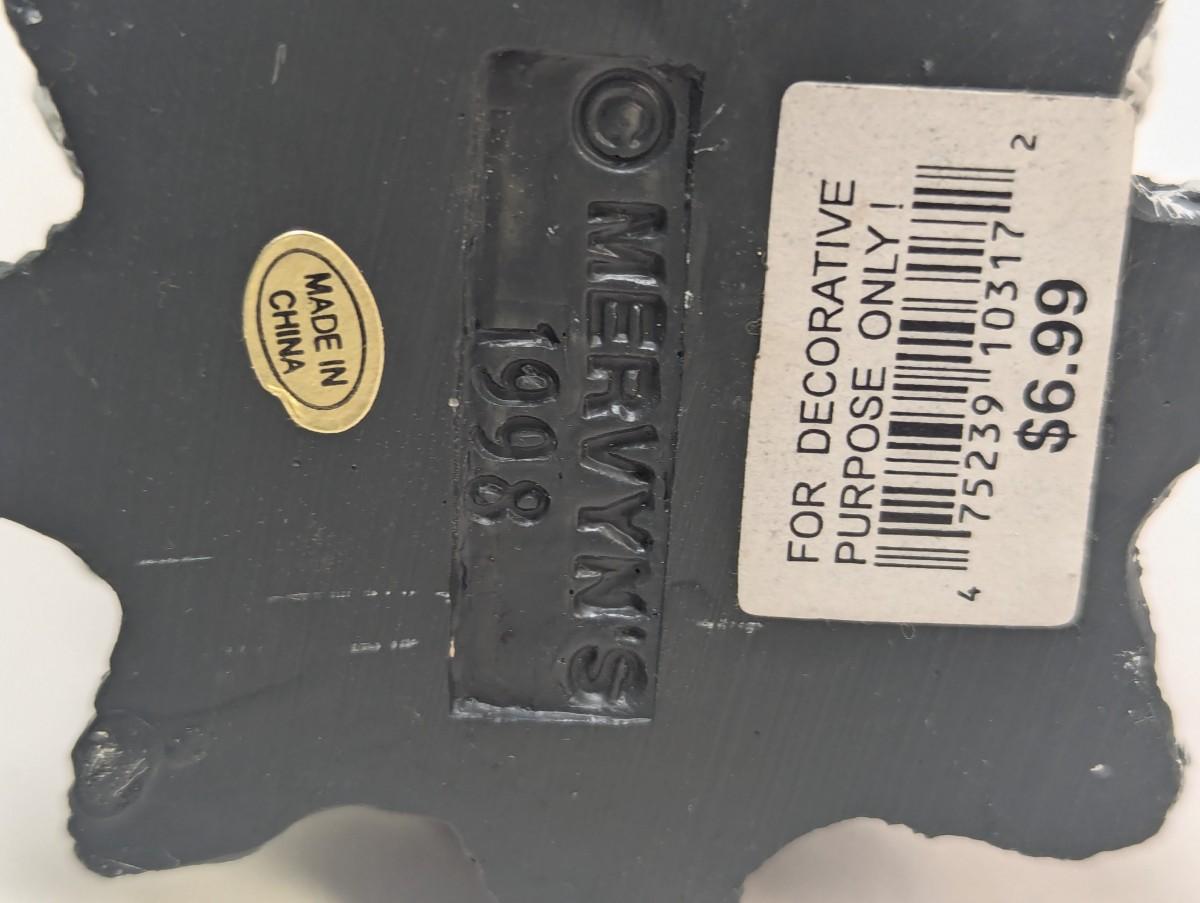 © MERVYN'S
1998
MADE IN
CHINA
FOR DECORATIVE
PURPOSE ONLY !
4 75239 10317 2
$6.99